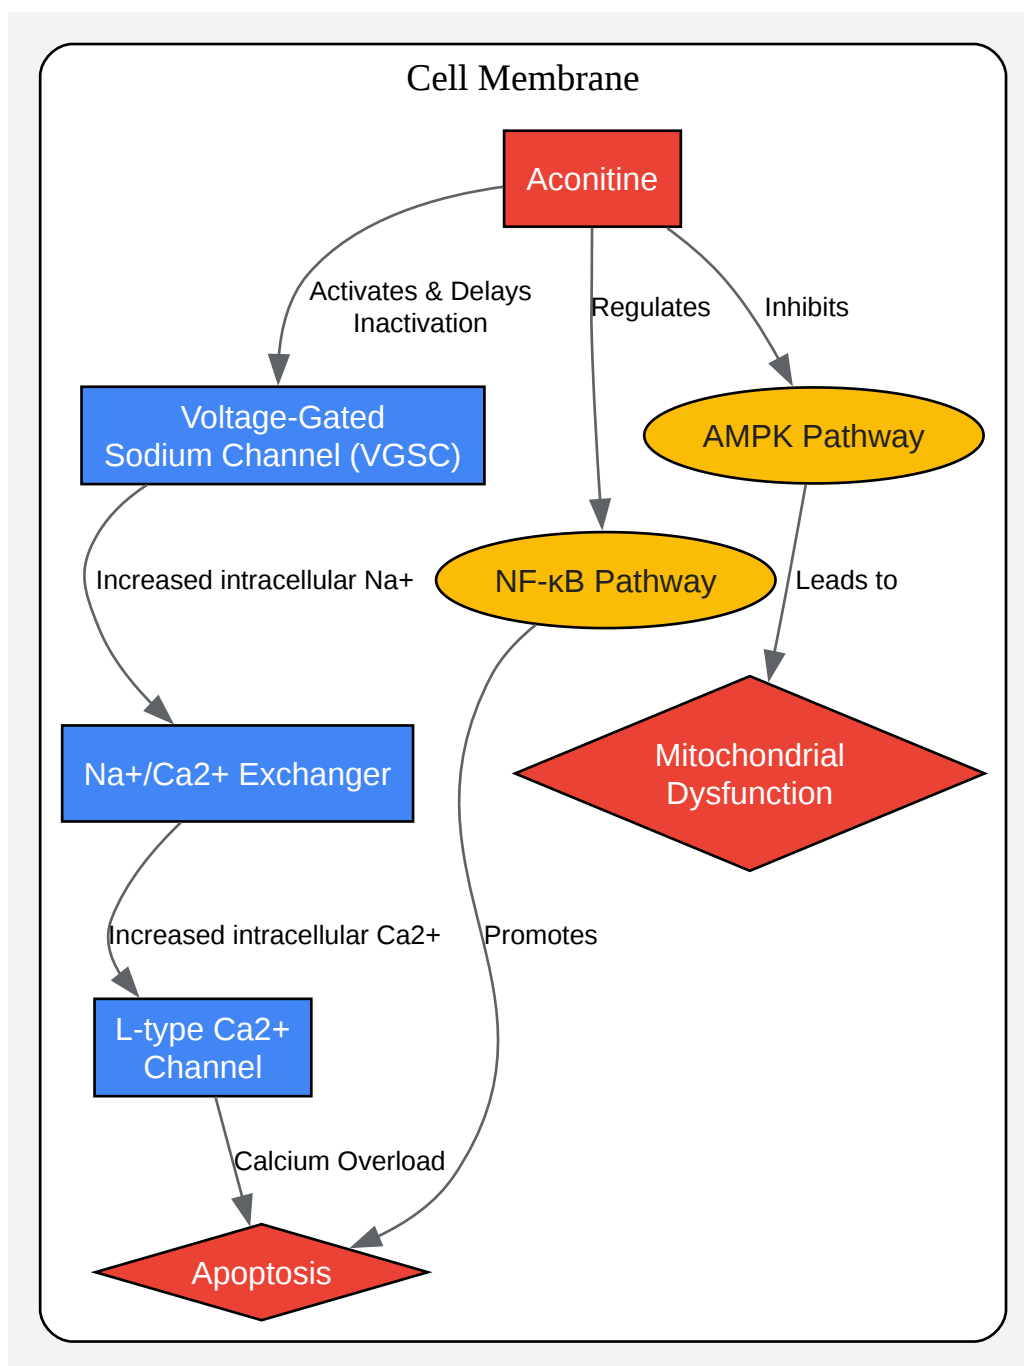 Cell Membrane
Aconitine
Activates & Delays
Inactivation
Regulates
Inhibits
Voltage-Gated
Sodium Channel (VGSC)
AMPK Pathway
Increased intracellular Na+
NF-κB Pathway
Leads to
Na+/Ca2+ Exchanger
Mitochondrial
Dysfunction
Increased intracellular Ca2+
Promotes
L-type Ca2+
Channel
Calcium Overload
Apoptosis